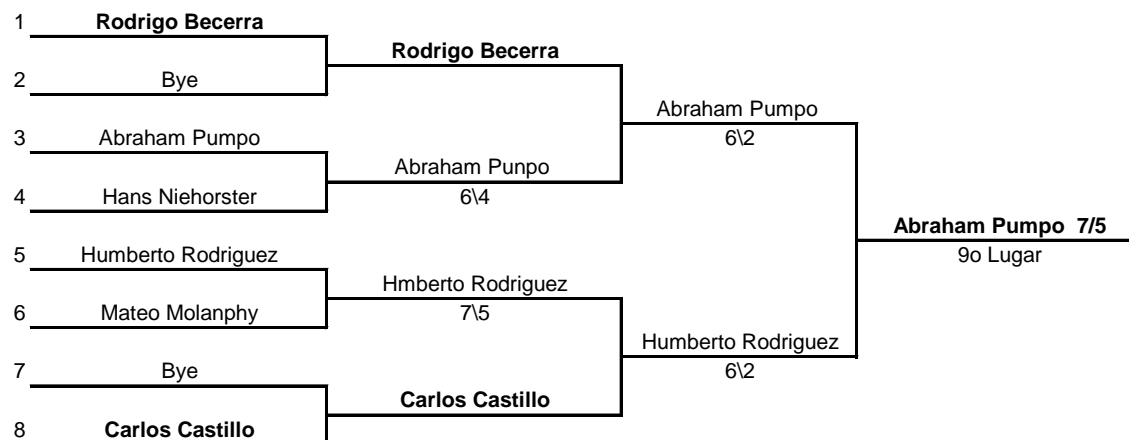 1 Rodrigo Becerra
Rodrigo Becerra
2 Bye
Abraham Pumpo
6\2
3 Abraham Pumpo
Abraham Punpo
6\4
4 Hans Niehorster
Abraham Pumpo 7/5
9o Lugar
5 Humberto Rodriguez
Hmberto Rodriguez
7\5
6 Mateo Molanphy
Humberto Rodriguez
6\2
7 Bye
Carlos Castillo
8 Carlos Castillo